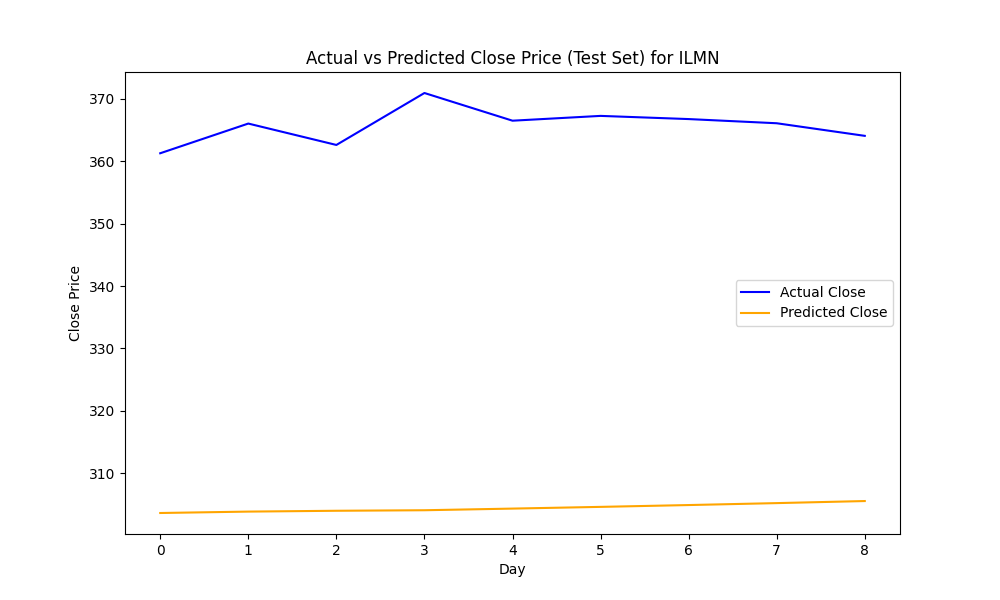 Actual vs Predicted Close Price (Test Set) for ILMN
370
360
350
340
330
320
310
Close Price
Actual Close
Predicted Close
0 1 2 3 4 5 6 7 8
Day